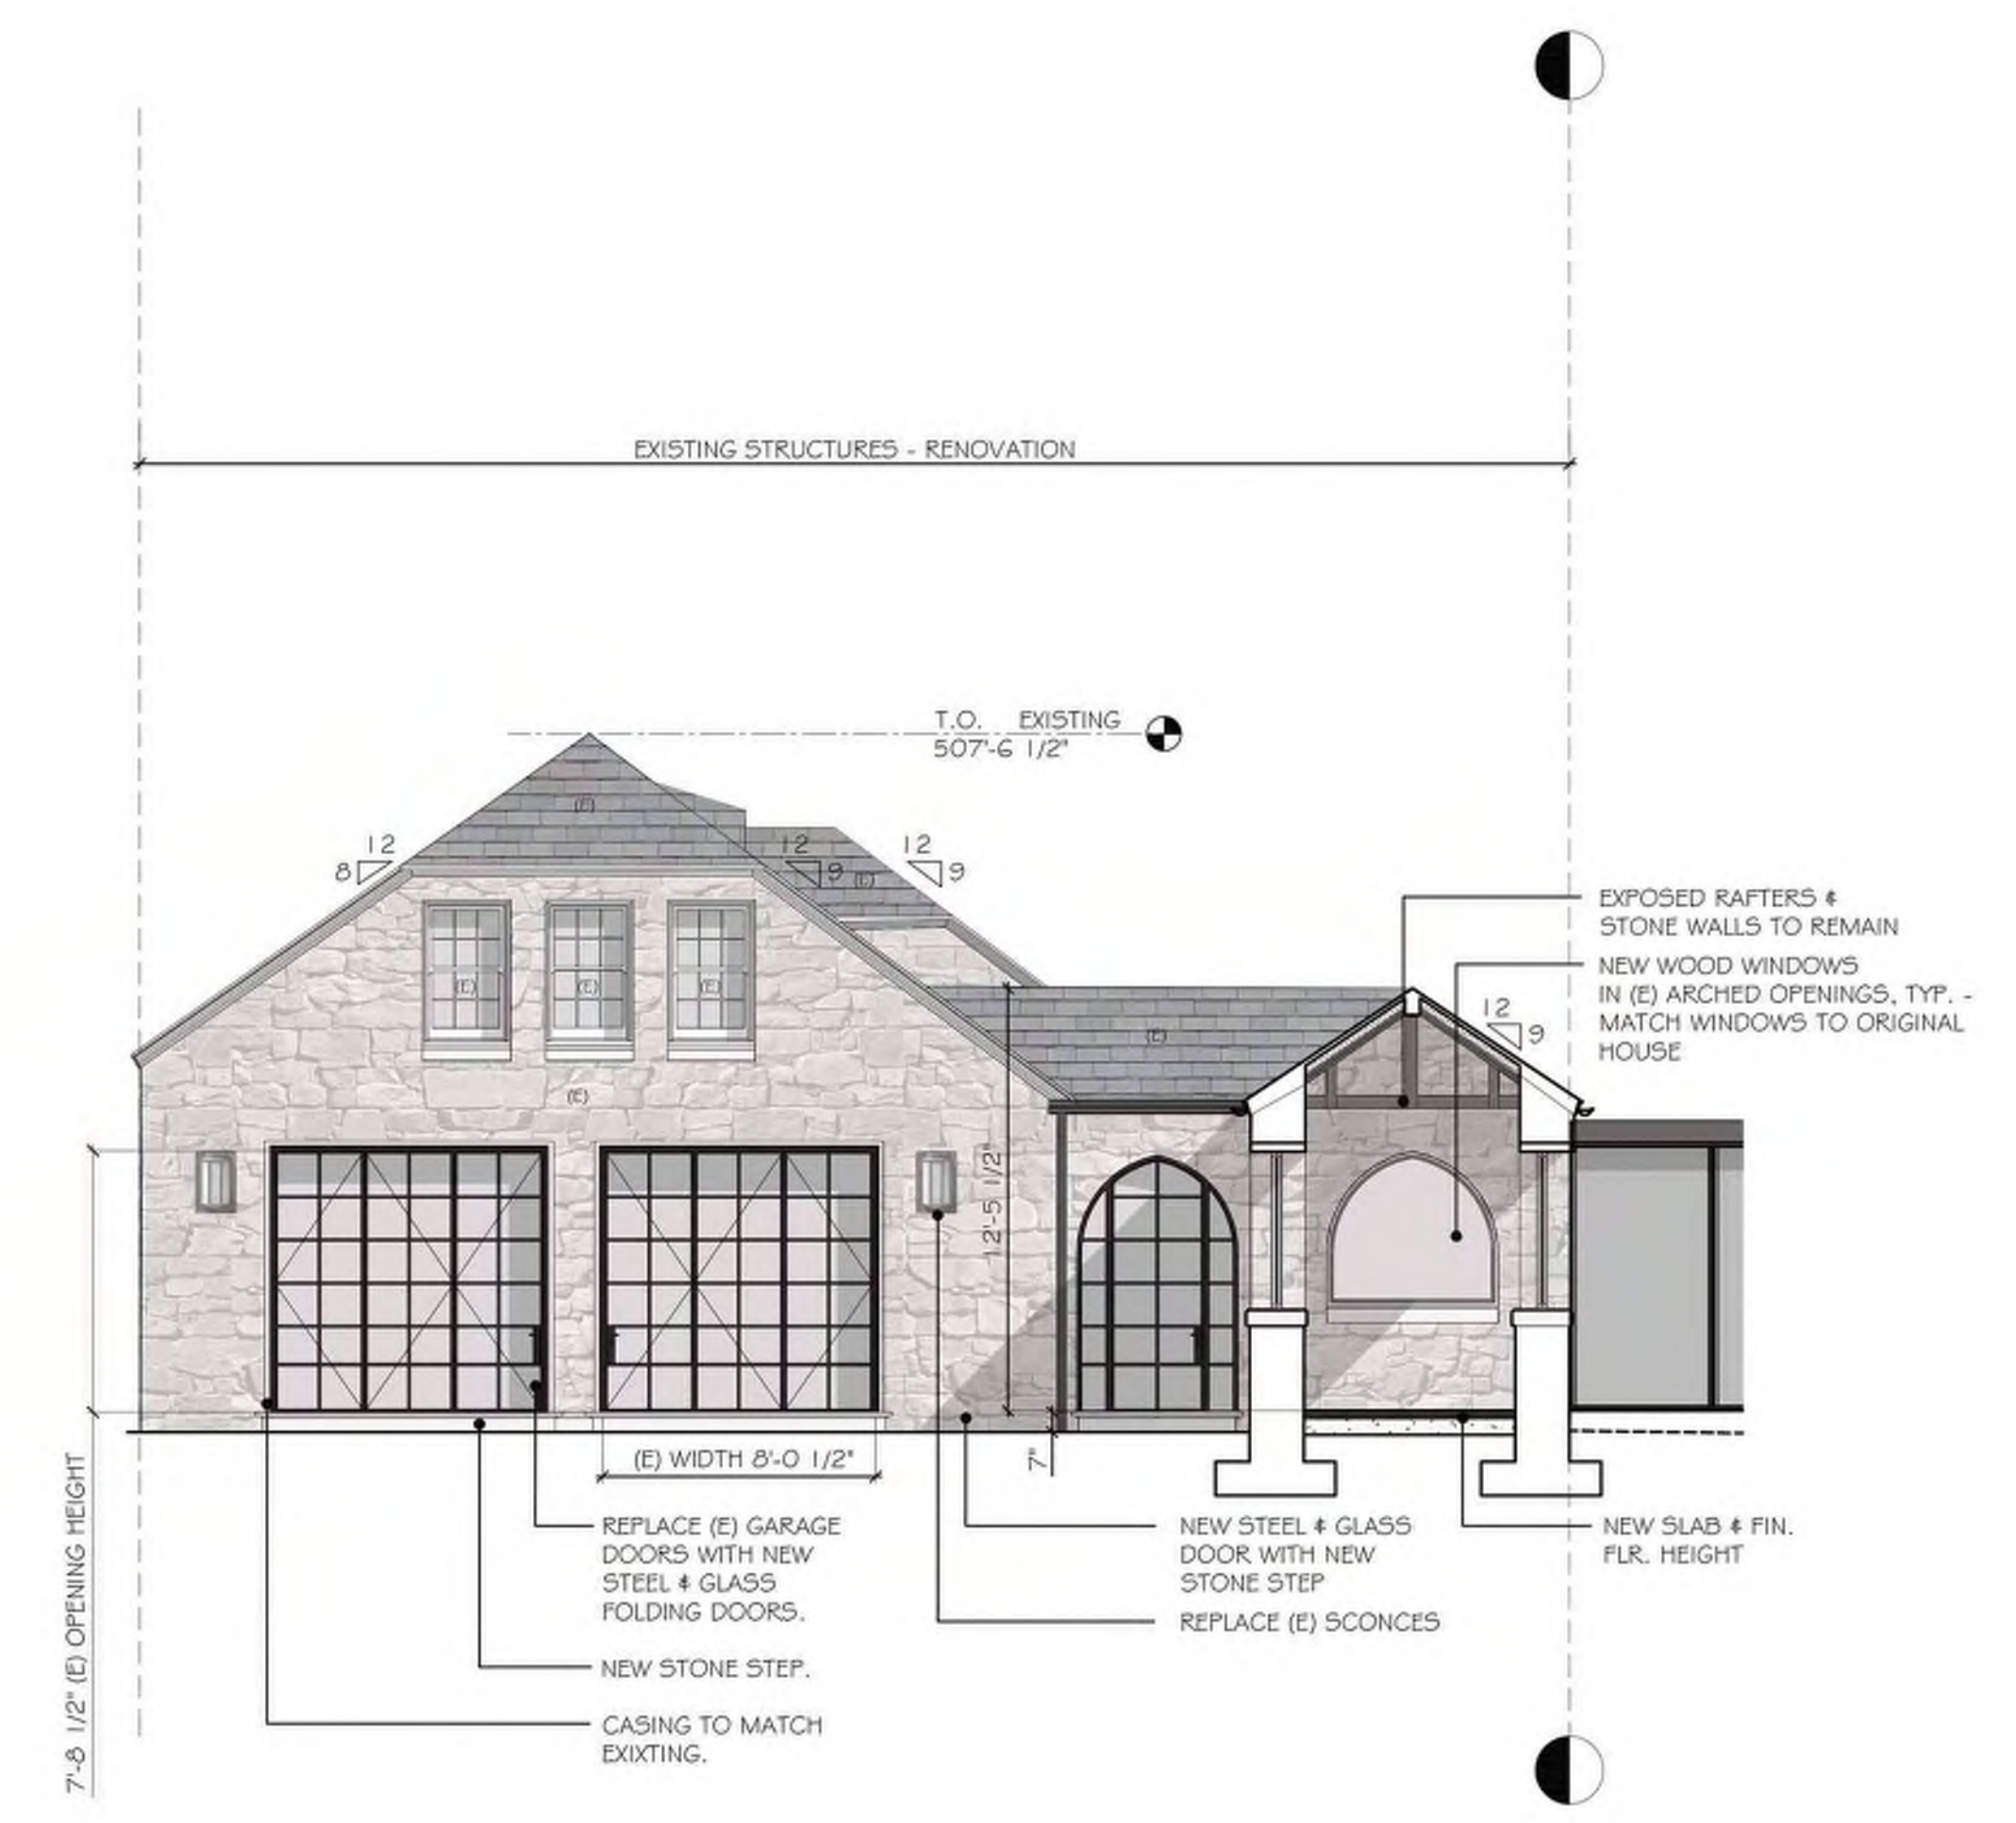 EXISTING STRUCTURES - RENOVATION
T.O. EXISTING
507'-6 1/2"
(E)
12
8
12
9
(E)
12
9
EXPOSED RAFTERS &
STONE WALLS TO REMAIN
NEW WOOD WINDOWS
IN (E) ARCHED OPENINGS, TYP. -
MATCH WINDOWS TO ORIGINAL
HOUSE
(E)
(E)
(E)
12
9
(E)
(E)
12'-5 1/2"
(E) WIDTH 8'-0 1/2"
7"
7'-8 1/2" (E) OPENING HEIGHT
REPLACE (E) GARAGE
DOORS WITH NEW
STEEL & GLASS
FOLDING DOORS.
NEW STONE STEP.
CASING TO MATCH
EXIXTING.
NEW STEEL & GLASS
DOOR WITH NEW
STONE STEP
REPLACE (E) SCONCES
NEW SLAB & FIN.
FLR. HEIGHT